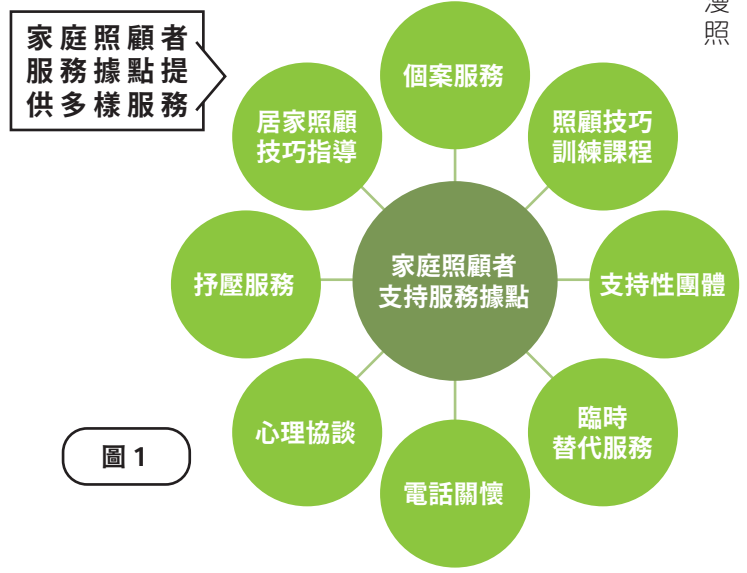 家庭照顧者
服務據點提
供多樣服務
漫照
個案服務
照顧技巧
訓練課程
支持性團體
臨時
替代服務
電話關懷
心理協談
抒壓服務
居家照顧
技巧指導
家庭照顧者
支持服務據點
圖1